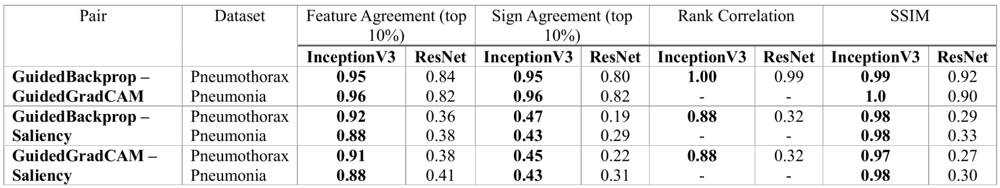 Pair Dataset Feature Agreement (top 10%) Sign Agreement (top 10%) Rank Correlation SSIM
InceptionV3 ResNet InceptionV3 ResNet InceptionV3 ResNet InceptionV3 ResNet
GuidedBackprop – Pneumothorax 0.95 0.84 0.95 0.80 1.00 0.99 0.99 0.92
GuidedGradCAM Pneumonia 0.96 0.82 0.96 0.82 - - 1.0 0.90
GuidedBackprop – Pneumothorax 0.92 0.36 0.47 0.19 0.88 0.32 0.98 0.29
Saliency Pneumonia 0.88 0.38 0.43 0.29 - - 0.98 0.33
GuidedGradCAM – Pneumothorax 0.91 0.38 0.45 0.22 0.88 0.32 0.97 0.27
Saliency Pneumonia 0.88 0.41 0.43 0.31 - - 0.98 0.30